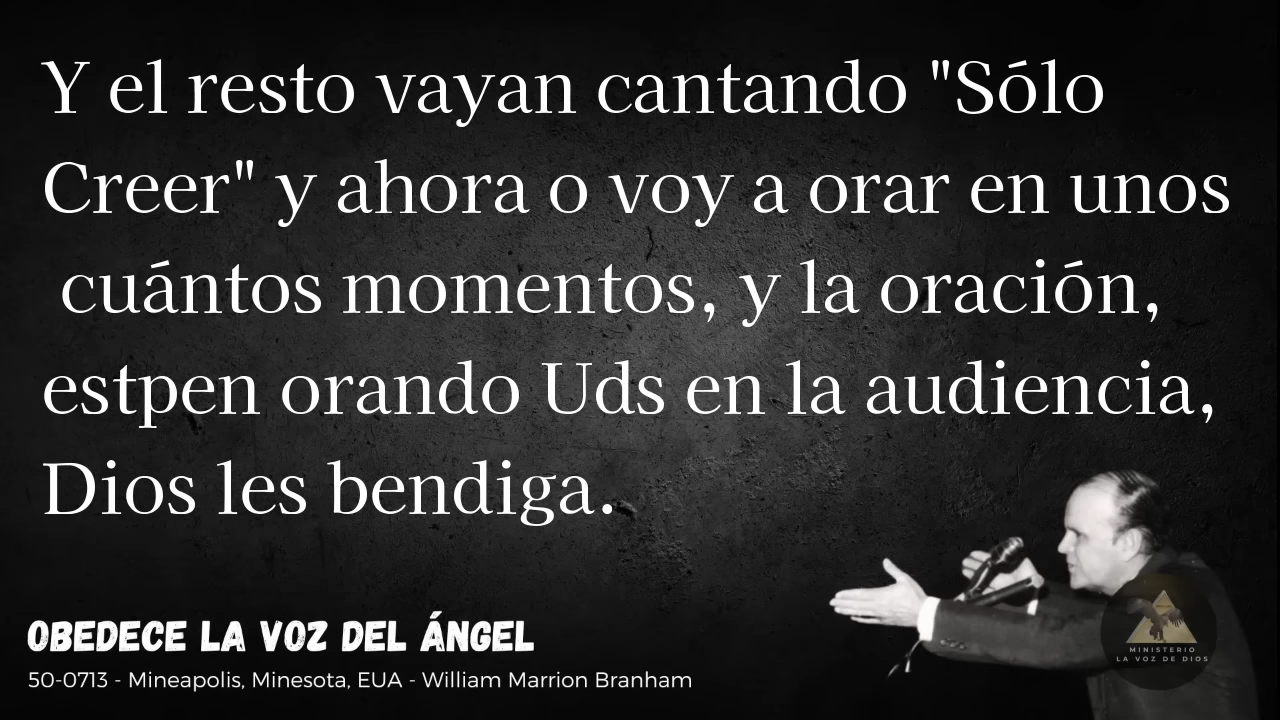 Y el resto vayan cantando "Sólo
Creer" y ahora o voy a orar en unos
cuántos momentos, y la oración,
estpen orando Uds en la audiencia,
Dios les bendiga.
OBEDECE LA VOZ DEL ÁNGEL
50-0713 - Mineapolis, Minesota, EUA - William Marrion Branham
MINISTERIO
LA VOZ DE DIOS